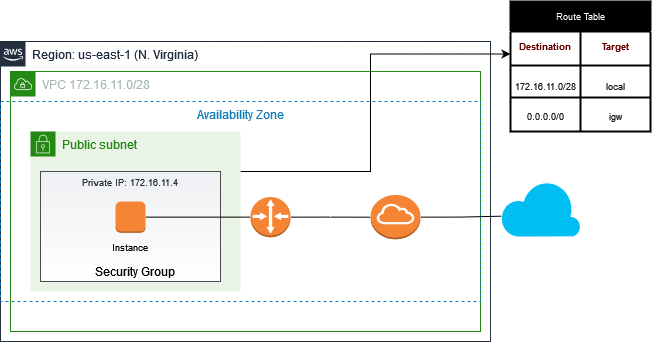 Route Table
Destination Target
172.16.11.0/28 local
0.0.0.0/0 igw
aws
Region: us-east-1 (N. Virginia)
VPC 172.16.11.0/28
Availability Zone
Public subnet
Private IP: 172.16.11.4
Instance
Security Group